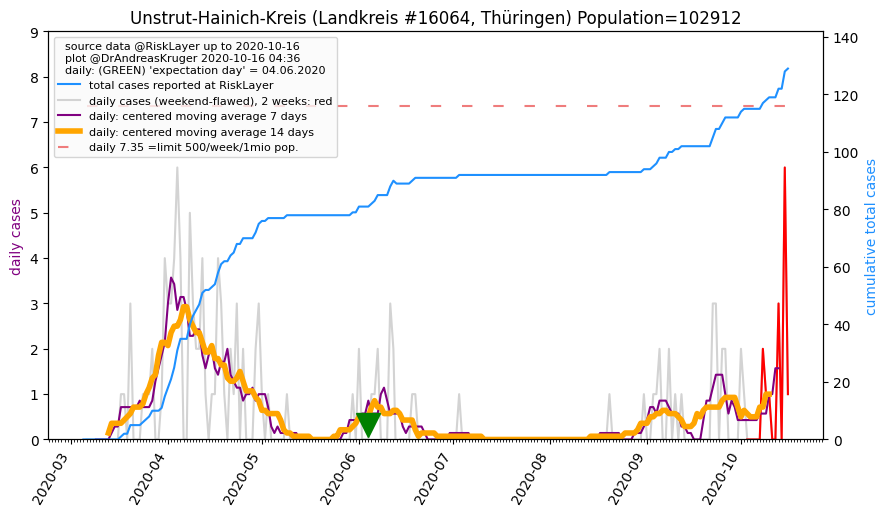 Unstrut-Hainich-Kreis (Landkreis #16064, Thüringen) Population=102912
source data @RiskLayer up to 2020-10-16
plot @DrAndreasKruger 2020-10-16 04:36
daily: (GREEN) 'expectation day' = 04.06.2020
total cases reported at RiskLayer
daily cases (weekend-flawed), 2 weeks: red
daily: centered moving average 7 days
daily: centered moving average 14 days
daily 7.35 =limit 500/week/1mio pop.
daily cases
9
8
7
6
5
4
3
2
1
0
140
120
100
80
60
40
20
0
cumulative total cases
2020-03
2020-04
2020-05
2020-06
2020-07
2020-08
2020-09
2020-10